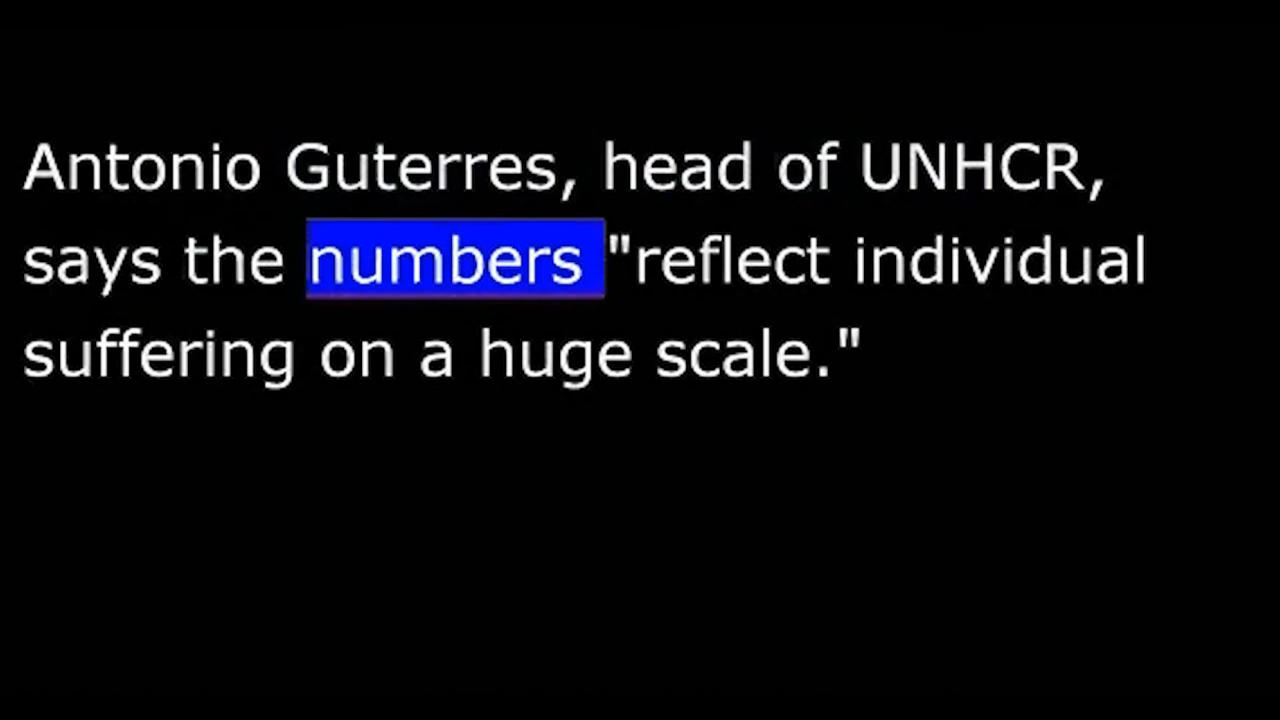 Antonio Guterres, head of UNHCR,
says the numbers "reflect individual
suffering on a huge scale."